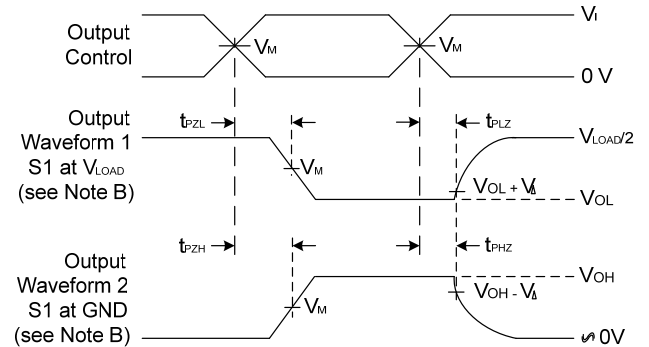 Output
Control
VM
VM
VI
0 V
Output
Waveform 1
S1 at VLOAD
(see Note B)
tPZL
VM
tPLZ
VLOAD/2
VOL + VΔ
VOL
Output
Waveform 2
S1 at GND
(see Note B)
tPZH
VM
tPHZ
VOH
VOH - VΔ
≈ 0V